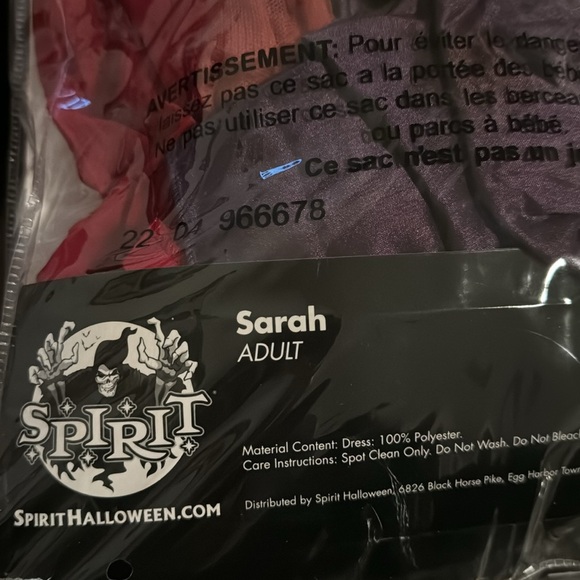 AVERTISSEMENT: Pour éviter le dange
laissez pas ce sac a la portée des béb
Ne pas utiliser ce sac dans les bercea
ou parcs à bébé.
Ce sac n'est pas un j
22 04 966678
Sarah
ADULT
SPIRIT
SPIRITHALLOWEEN.COM
Material Content: Dress: 100% Polyester.
Care Instructions: Spot Clean Only. Do Not Wash. Do Not Bleach
Distributed by Spirit Halloween, 6826 Black Horse Pike, Egg Harbor Town